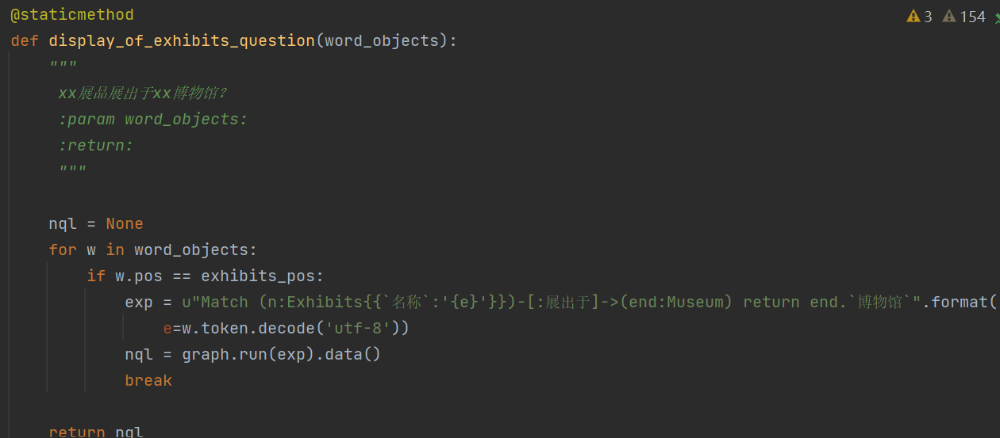 @staticmethod
3 154
def display_of_exhibits_question(word_objects):
"""
xx展品展出于xx博物馆？
:param word_objects:
:return:
"""
nql = None
for w in word_objects:
if w.pos == exhibits_pos:
exp = u"Match (n:Exhibits{{`名称`:'{e}'}})-[:展出于]->(end:Museum) return end.`博物馆`".format(
e=w.token.decode('utf-8'))
nql = graph.run(exp).data()
break
return nql